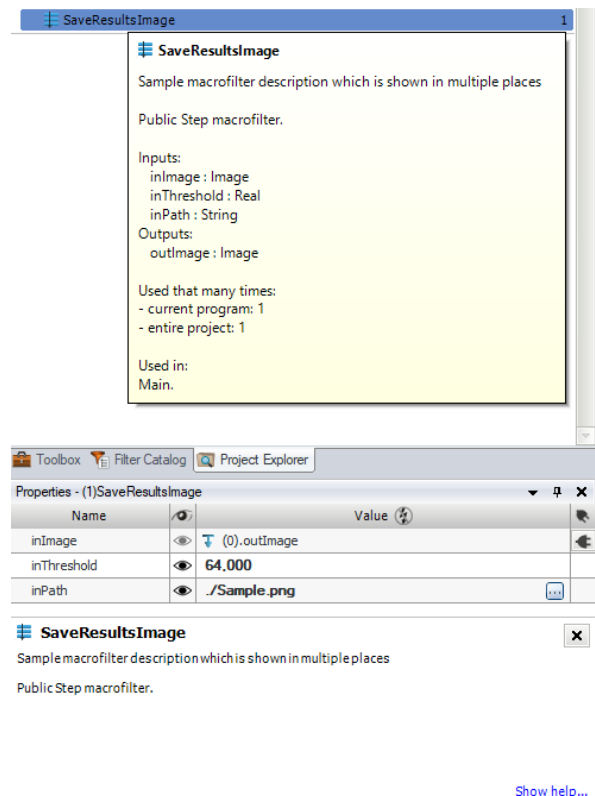 SaveResultsImage 1
SaveResultsImage
Sample macrofilter description which is shown in multiple places
Public Step macrofilter.
Inputs:
inImage : Image
inThreshold : Real
inPath : String
Outputs:
outImage : Image
Used that many times:
- current program: 1
- entire project: 1
Used in:
Main.
Toolbox Filter Catalog Project Explorer
Properties - (1)SaveResultsImage
Name Value
inImage (0).outImage
inThreshold 64,000
inPath ./Sample.png ...
SaveResultsImage
Sample macrofilter description which is shown in multiple places
Public Step macrofilter.
Show help...